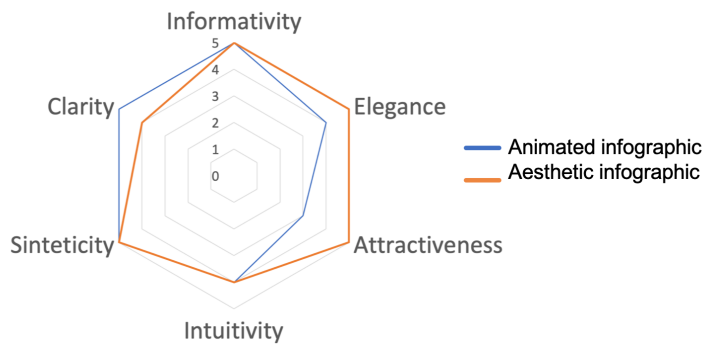 Informativity
5
4
3
2
1
0
Clarity
Elegance
Animated infographic
Aesthetic infographic
Sinteticity
Attractiveness
Intuitivity